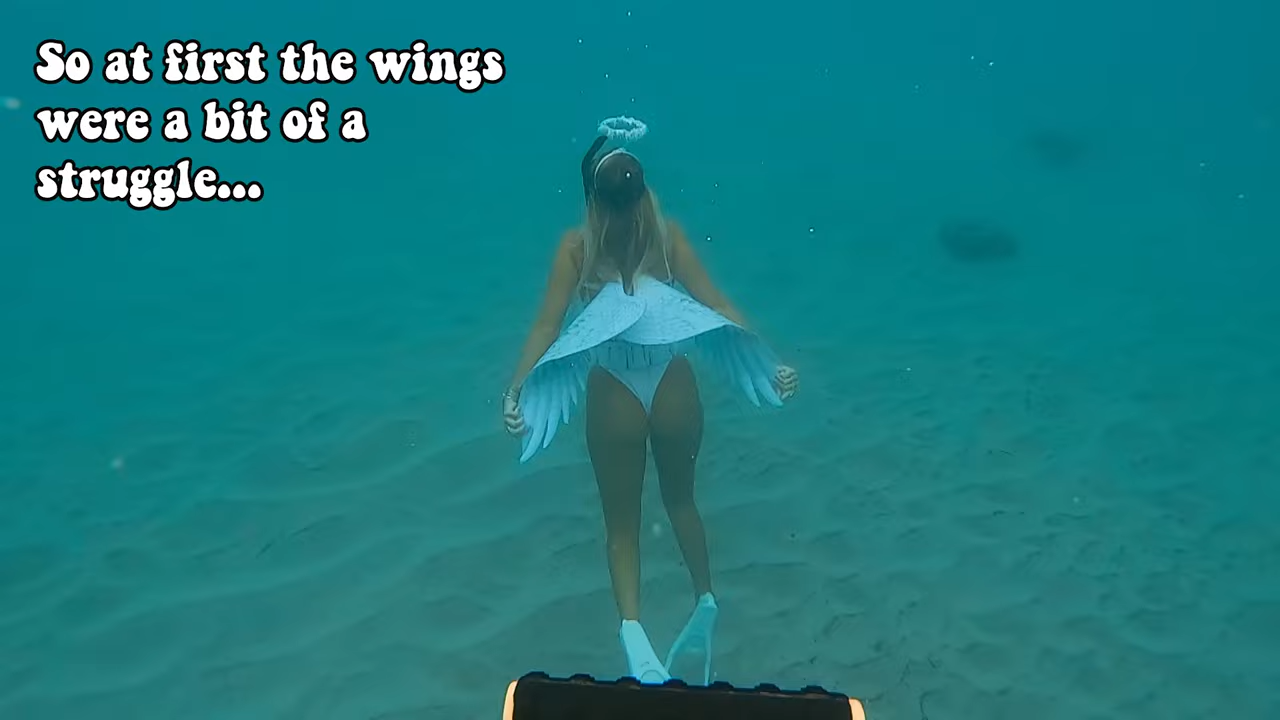 So at first the wings
were a bit of a
struggle...